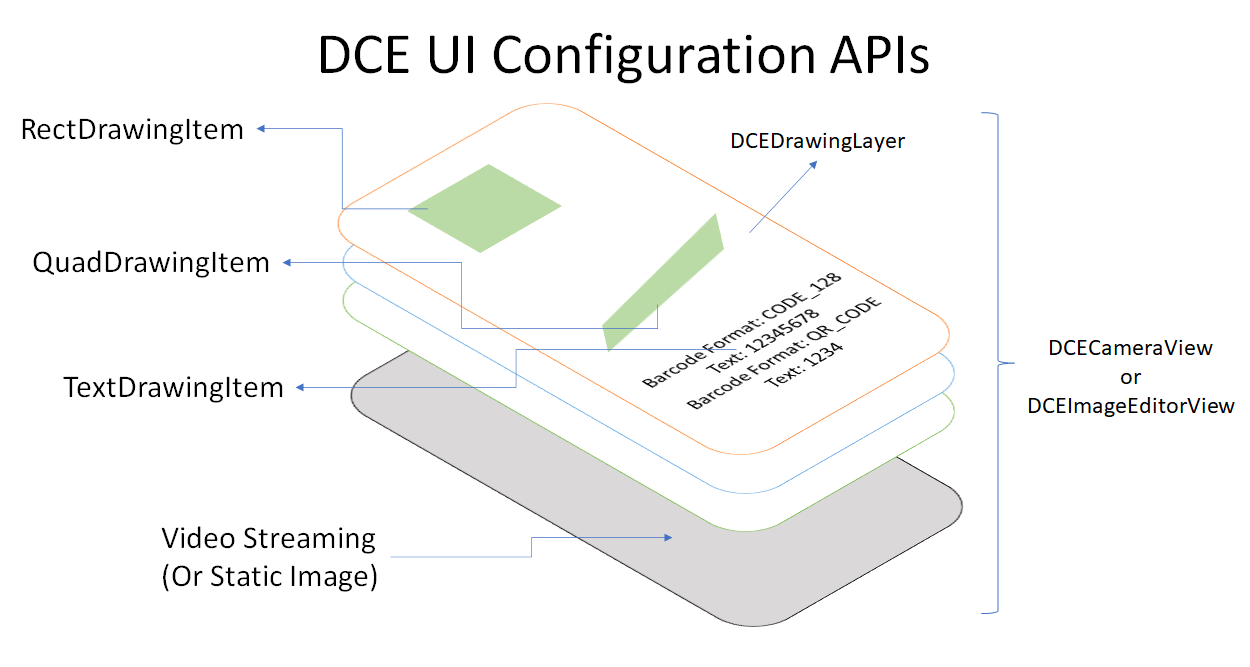 DCE UI Configuration APIs
RectDrawingItem
DCEDrawingLayer
QuadDrawingItem
Barcode Format: CODE_128
Text: 12345678
Barcode Format: QR_CODE
Text: 1234
TextDrawingItem
DCECameraView
or
DCEImageEditorView
Video Streaming
(Or Static Image)